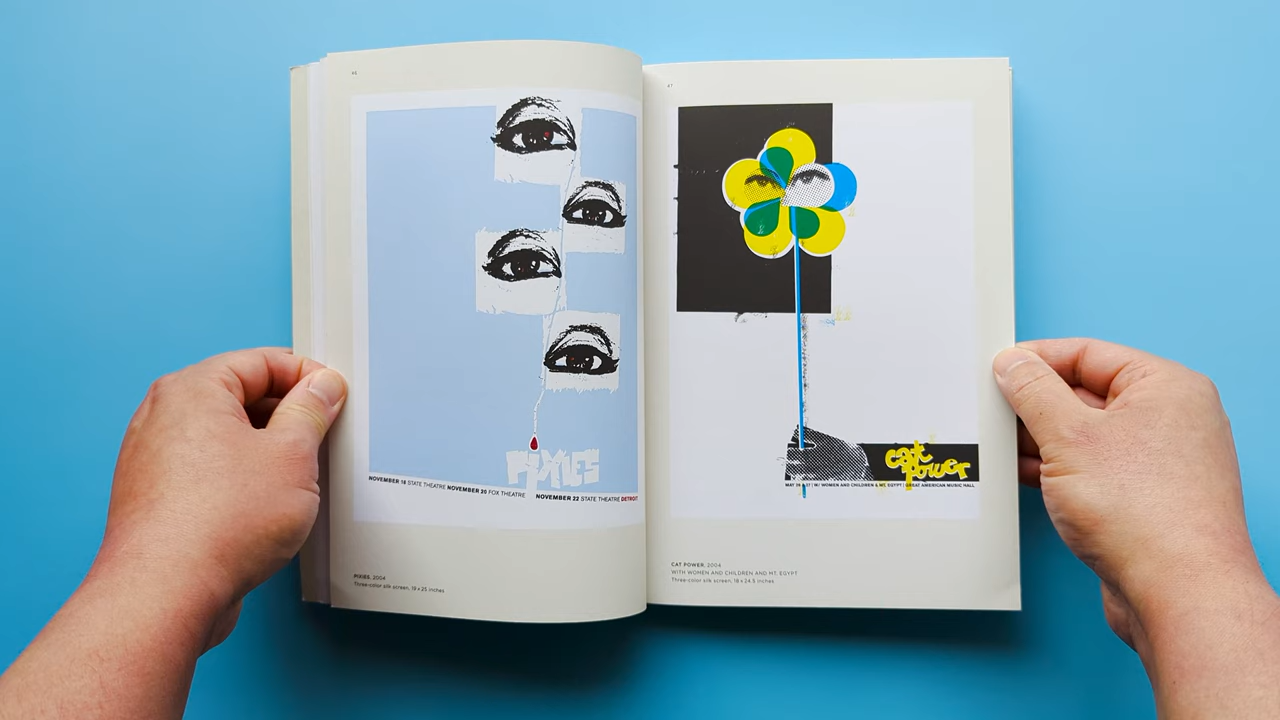 46
PIXIES
NOVEMBER 18 STATE THEATRE NOVEMBER 20 FOX THEATRE NOVEMBER 22 STATE THEATRE DETROIT
PIXIES, 2004
Three-color silk screen, 19 x 25 inches
47
cat
power
W/ WOMEN AND CHILDREN & MT. EGYPT | GREAT AMERICAN MUSIC HALL
CAT POWER, 2004
WITH WOMEN AND CHILDREN AND MT. EGYPT
Three-color silk screen, 18 x 24.5 inches